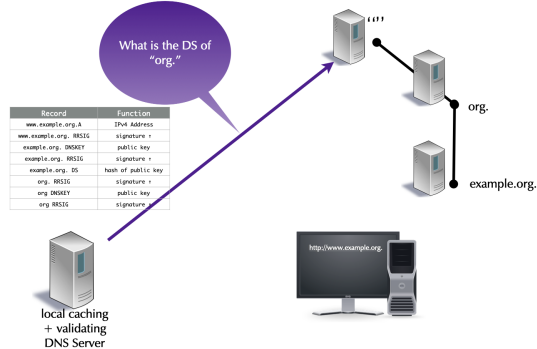 What is the DS of
“org.”
“”
org.
example.org.
Record Function
www.example.org.A IPv4 Address
www.example.org. RRSIG signature ↑
example.org. DNSKEY public key
example.org. RRSIG signature ↑
example.org. DS hash of public key
org. RRSIG signature ↑
org DNSKEY public key
org RRSIG signature
http://www.example.org.
local caching
+ validating
DNS Server